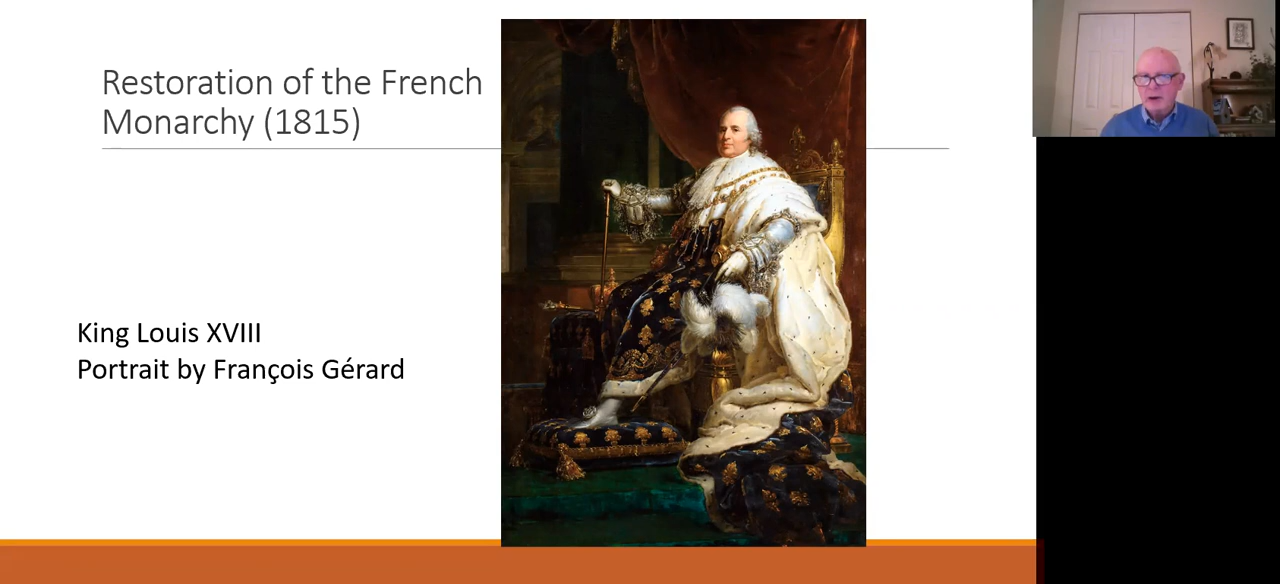 Restoration of the French
Monarchy (1815)
King Louis XVIII
Portrait by François Gérard